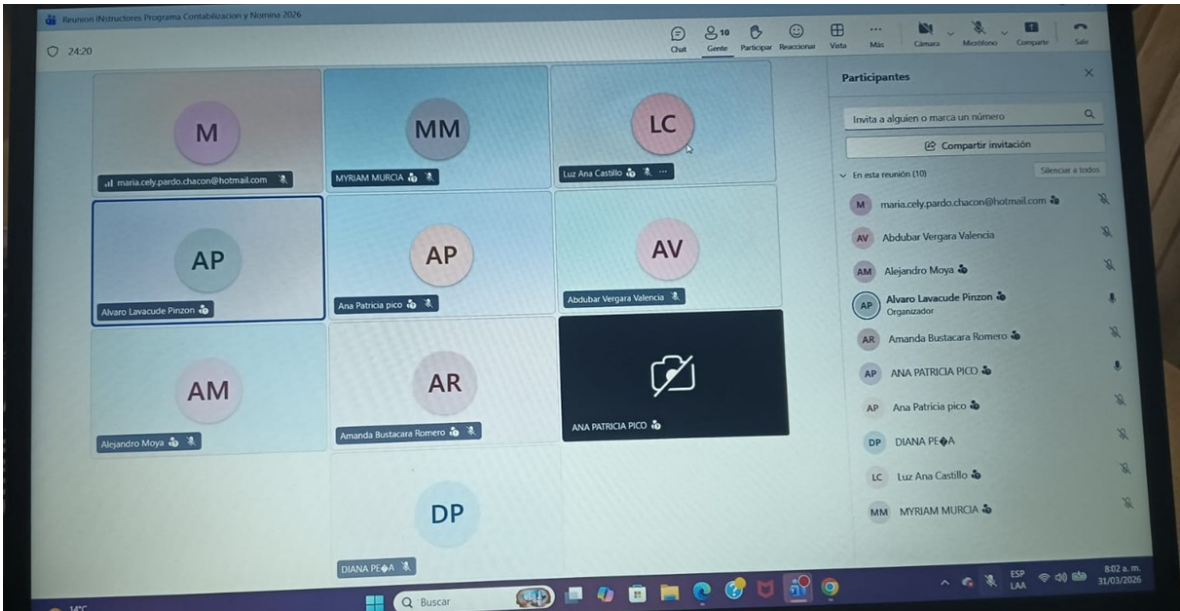 Reunion INstructores Programa Contabilizacion y Nomina 2026
24:20
Chat
10
Gente
Participar
Reaccionar
Vista
Más
Cámara
Micrófono
Compartir
Salir
M
maria.cely.pardo.chacon@hotmail.com
MM
MYRIAM MURCIA
LC
Luz Ana Castillo
AP
Alvaro Lavacude Pinzon
AP
Ana Patricia pico
AV
Abdubar Vergara Valencia
AM
Alejandro Moya
AR
Amanda Bustacara Romero
ANA PATRICIA PICO
DP
DIANA PE�A
Participantes
Invita a alguien o marca un número
Compartir invitación
En esta reunión (10)
Silenciar a todos
M maria.cely.pardo.chacon@hotmail.com
AV Abdubar Vergara Valencia
AM Alejandro Moya
AP Alvaro Lavacude Pinzon
Organizador
AR Amanda Bustacara Romero
AP ANA PATRICIA PICO
AP Ana Patricia pico
DP DIANA PE�A
LC Luz Ana Castillo
MM MYRIAM MURCIA
14°C
Buscar
ESP
LAA
8:02 a. m.
31/03/2026